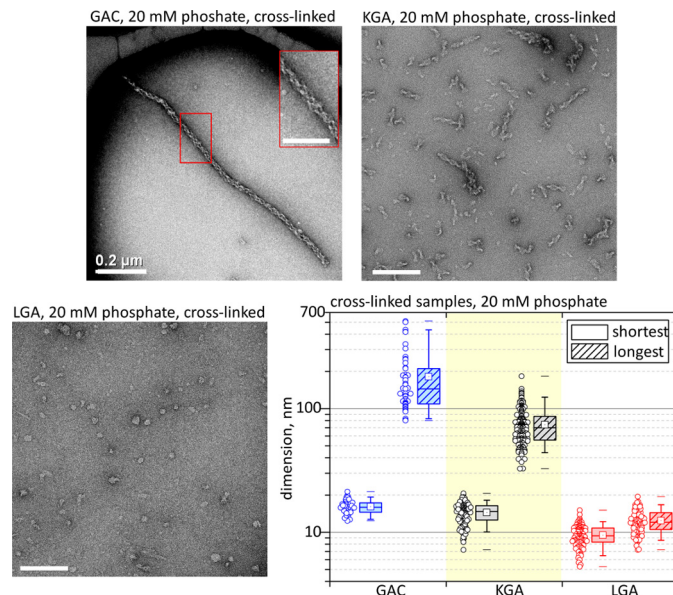 GAC, 20 mM phoshate, cross-linked
KGA, 20 mM phosphate, cross-linked
0.2 μm
LGA, 20 mM phosphate, cross-linked
cross-linked samples, 20 mM phosphate
700
shortest
longest
100
10
dimension, nm
GAC
KGA
LGA